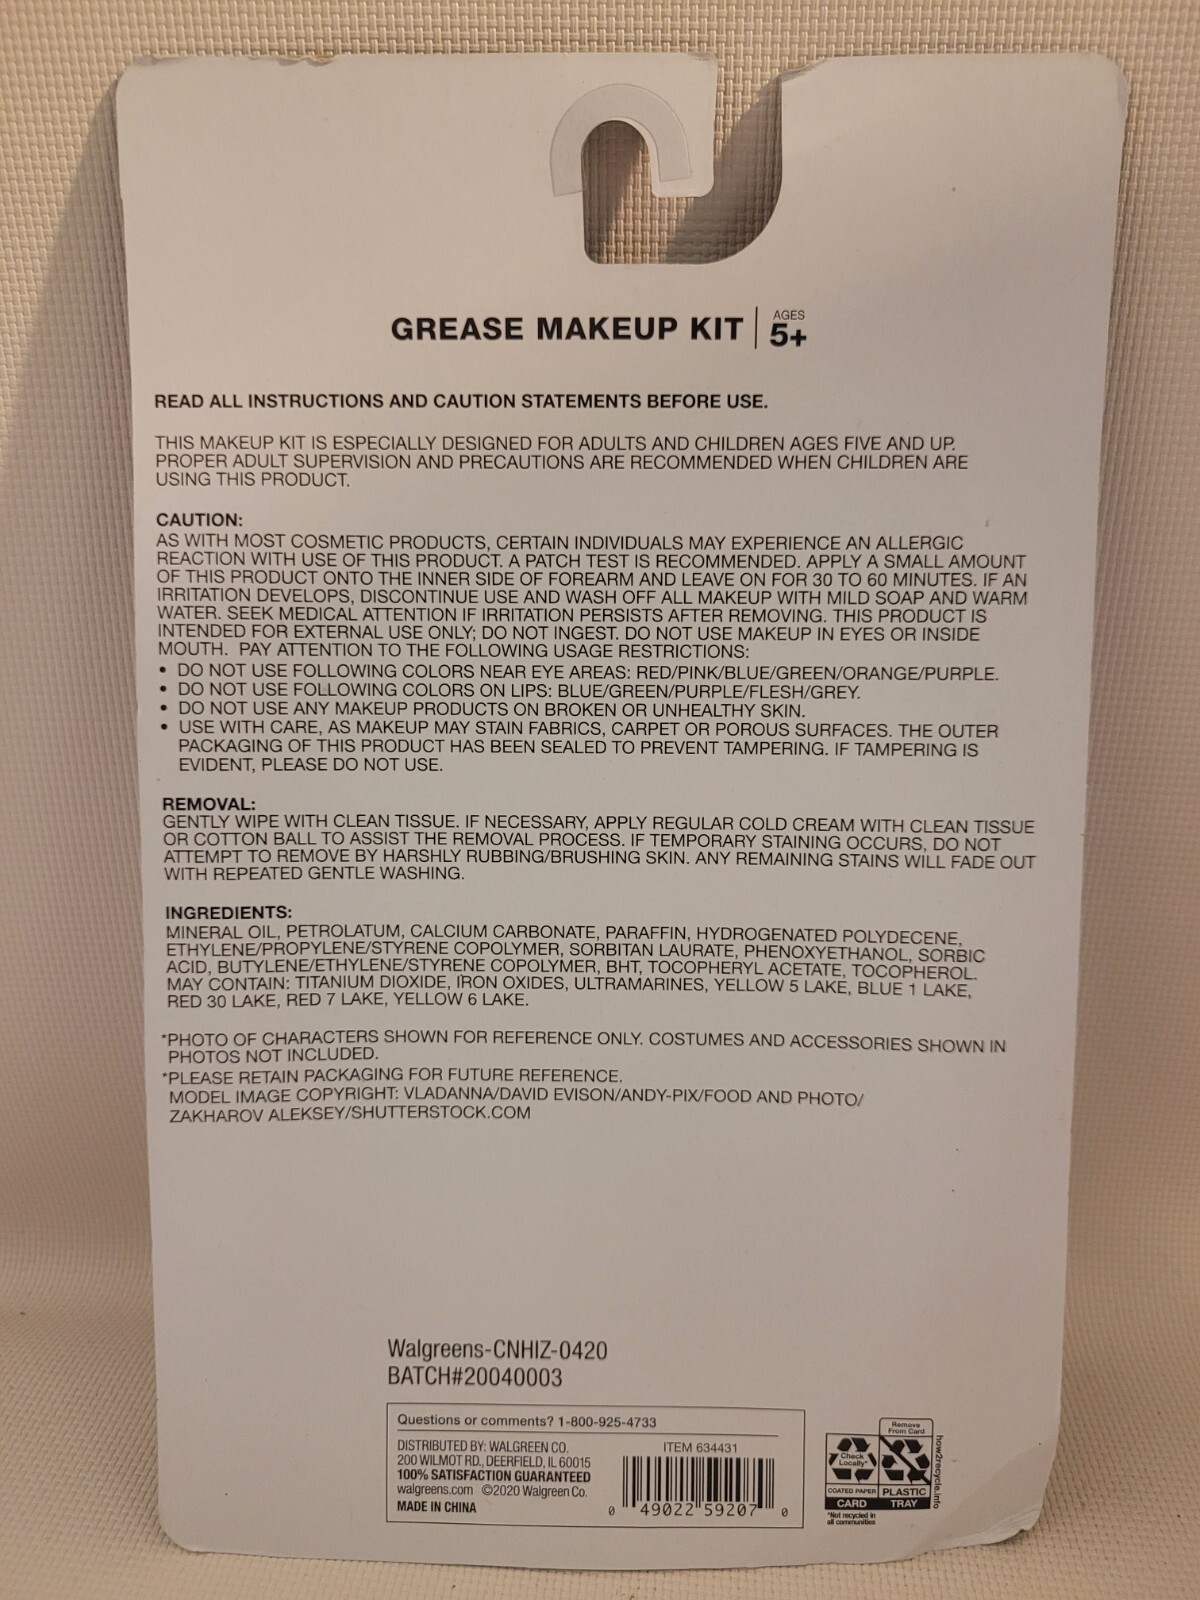 GREASE MAKEUP KIT | AGES 5+
READ ALL INSTRUCTIONS AND CAUTION STATEMENTS BEFORE USE.
THIS MAKEUP KIT IS ESPECIALLY DESIGNED FOR ADULTS AND CHILDREN AGES FIVE AND UP.
PROPER ADULT SUPERVISION AND PRECAUTIONS ARE RECOMMENDED WHEN CHILDREN ARE
USING THIS PRODUCT.
CAUTION:
AS WITH MOST COSMETIC PRODUCTS, CERTAIN INDIVIDUALS MAY EXPERIENCE AN ALLERGIC
REACTION WITH USE OF THIS PRODUCT. A PATCH TEST IS RECOMMENDED. APPLY A SMALL AMOUNT
OF THIS PRODUCT ONTO THE INNER SIDE OF FOREARM AND LEAVE ON FOR 30 TO 60 MINUTES. IF AN
IRRITATION DEVELOPS, DISCONTINUE USE AND WASH OFF ALL MAKEUP WITH MILD SOAP AND WARM
WATER. SEEK MEDICAL ATTENTION IF IRRITATION PERSISTS AFTER REMOVING. THIS PRODUCT IS
INTENDED FOR EXTERNAL USE ONLY; DO NOT INGEST. DO NOT USE MAKEUP IN EYES OR INSIDE
MOUTH. PAY ATTENTION TO THE FOLLOWING USAGE RESTRICTIONS:
• DO NOT USE FOLLOWING COLORS NEAR EYE AREAS: RED/PINK/BLUE/GREEN/ORANGE/PURPLE.
• DO NOT USE FOLLOWING COLORS ON LIPS: BLUE/GREEN/PURPLE/FLESH/GREY.
• DO NOT USE ANY MAKEUP PRODUCTS ON BROKEN OR UNHEALTHY SKIN.
• USE WITH CARE, AS MAKEUP MAY STAIN FABRICS, CARPET OR POROUS SURFACES. THE OUTER
PACKAGING OF THIS PRODUCT HAS BEEN SEALED TO PREVENT TAMPERING. IF TAMPERING IS
EVIDENT, PLEASE DO NOT USE.
REMOVAL:
GENTLY WIPE WITH CLEAN TISSUE. IF NECESSARY, APPLY REGULAR COLD CREAM WITH CLEAN TISSUE
OR COTTON BALL TO ASSIST THE REMOVAL PROCESS. IF TEMPORARY STAINING OCCURS, DO NOT
ATTEMPT TO REMOVE BY HARSHLY RUBBING/BRUSHING SKIN. ANY REMAINING STAINS WILL FADE OUT
WITH REPEATED GENTLE WASHING.
INGREDIENTS:
MINERAL OIL, PETROLATUM, CALCIUM CARBONATE, PARAFFIN, HYDROGENATED POLYDECENE,
ETHYLENE/PROPYLENE/STYRENE COPOLYMER, SORBITAN LAURATE, PHENOXYETHANOL, SORBIC
ACID, BUTYLENE/ETHYLENE/STYRENE COPOLYMER, BHT, TOCOPHERYL ACETATE, TOCOPHEROL.
MAY CONTAIN: TITANIUM DIOXIDE, IRON OXIDES, ULTRAMARINES, YELLOW 5 LAKE, BLUE 1 LAKE,
RED 30 LAKE, RED 7 LAKE, YELLOW 6 LAKE.
*PHOTO OF CHARACTERS SHOWN FOR REFERENCE ONLY. COSTUMES AND ACCESSORIES SHOWN IN
PHOTOS NOT INCLUDED.
*PLEASE RETAIN PACKAGING FOR FUTURE REFERENCE.
MODEL IMAGE COPYRIGHT: VLADANNA/DAVID EVISON/ANDY-PIX/FOOD AND PHOTO/
ZAKHAROV ALEKSEY/SHUTTERSTOCK.COM
Walgreens-CNHIZ-0420
BATCH#20040003
Questions or comments? 1-800-925-4733
DISTRIBUTED BY: WALGREEN CO.
200 WILMOT RD., DEERFIELD, IL 60015
100% SATISFACTION GUARANTEED
walgreens.com ©2020 Walgreen Co.
MADE IN CHINA
ITEM 634431
0 49022 59207 0
Remove
From Card
Check
Locally*
COATED PAPER
CARD
PLASTIC
TRAY
*Not recycled in
all communities
how2recycle.info